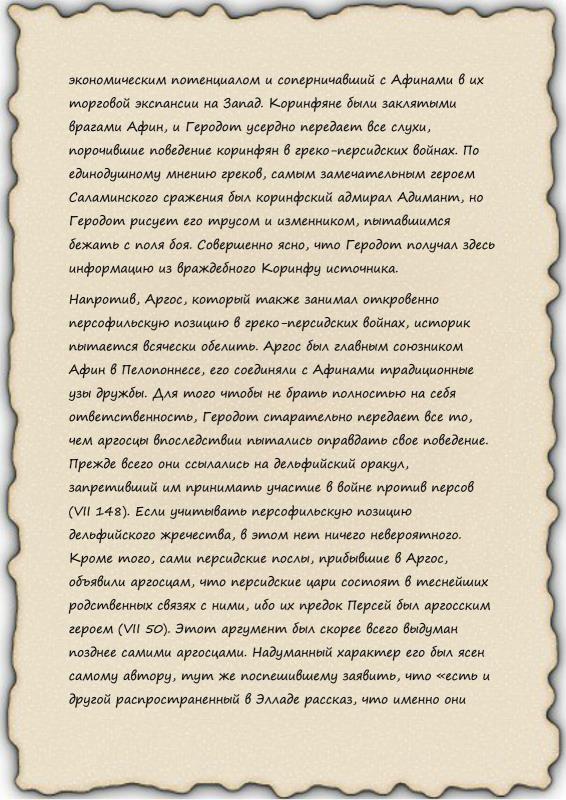 экономическим потенциалом и соперничавший с Афинами в их
торговой экспансии на Запад. Коринфяне были заклятыми
врагами Афин, и Геродот усердно передает все слухи,
порочившие поведение коринфян в греко-персидских войнах. По
единодушному мнению греков, самым замечательным героем
Саламинского сражения был коринфский адмирал Адимант, но
Геродот рисует его трусом и изменником, пытавшимся
бежать с поля боя. Совершенно ясно, что Геродот получал здесь
информацию из враждебного Коринфу источника.
Напротив, Аргос, который также занимал откровенно
персофильскую позицию в греко-персидских войнах, историк
пытается всячески обелить. Аргос был главным союзником
Афин в Пелопоннесе, его соединяли с Афинами традиционные
узы дружбы. Для того чтобы не брать полностью на себя
ответственность, Геродот старательно передает все то,
чем аргосцы впоследствии пытались оправдать свое поведение.
Прежде всего они ссылались на дельфийский оракул,
запретивший им принимать участие в войне против персов
(VII 148). Если учитывать персофильскую позицию
дельфийского жречества, в этом нет ничего невероятного.
Кроме того, сами персидские послы, прибывшие в Аргос,
объявили аргосцам, что персидские цари состоят в теснейших
родственных связях с ними, ибо их предок Персей был аргосским
героем (VII 50). Этот аргумент был скорее всего выдуман
позднее самими аргосцами. Надуманный характер его был ясен
самому автору, тут же поспешившему заявить, что «есть и
другой распространенный в Элладе рассказ, что именно они